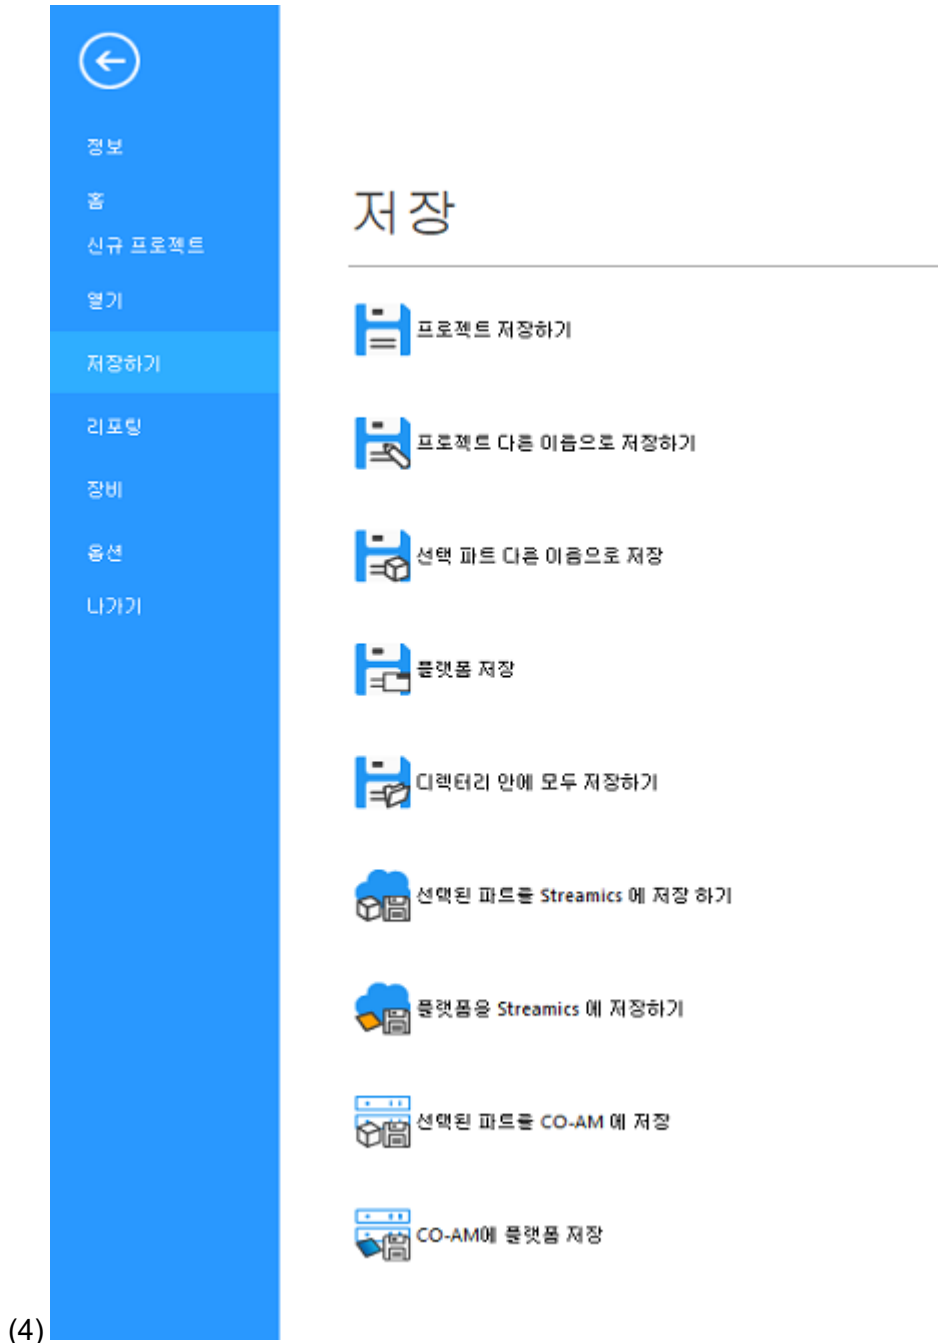 정보
홈
신규 프로젝트
열기
저장하기
리포팅
장비
옵션
나가기
저장
프로젝트 저장하기
프로젝트 다른 이름으로 저장하기
선택 파트 다른 이름으로 저장
플랫폼 저장
디렉터리 안에 모두 저장하기
선택된 파트를 Streamics 에 저장 하기
플랫폼을 Streamics 에 저장하기
선택된 파트를 CO-AM 에 저장
CO-AM에 플랫폼 저장
(4)